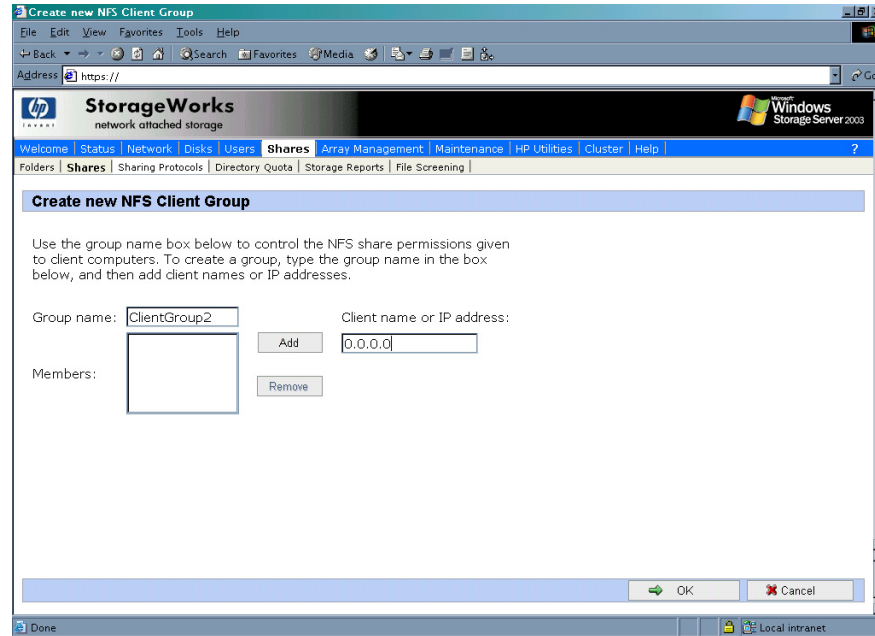 Create new NFS Client Group
File Edit View Favorites Tools Help
Back Search Favorites Media
Address https://
hp StorageWorks
invent network attached storage
Microsoft
Windows
Storage Server 2003
Welcome | Status | Network | Disks | Users | Shares | Array Management | Maintenance | HP Utilities | Cluster | Help | ?
Folders | Shares | Sharing Protocols | Directory Quota | Storage Reports | File Screening |
Create new NFS Client Group
Use the group name box below to control the NFS share permissions given
to client computers. To create a group, type the group name in the box
below, and then add client names or IP addresses.
Group name: ClientGroup2 Client name or IP address:
Add 0.0.0.0
Members:
Remove
OK Cancel
Done Local intranet